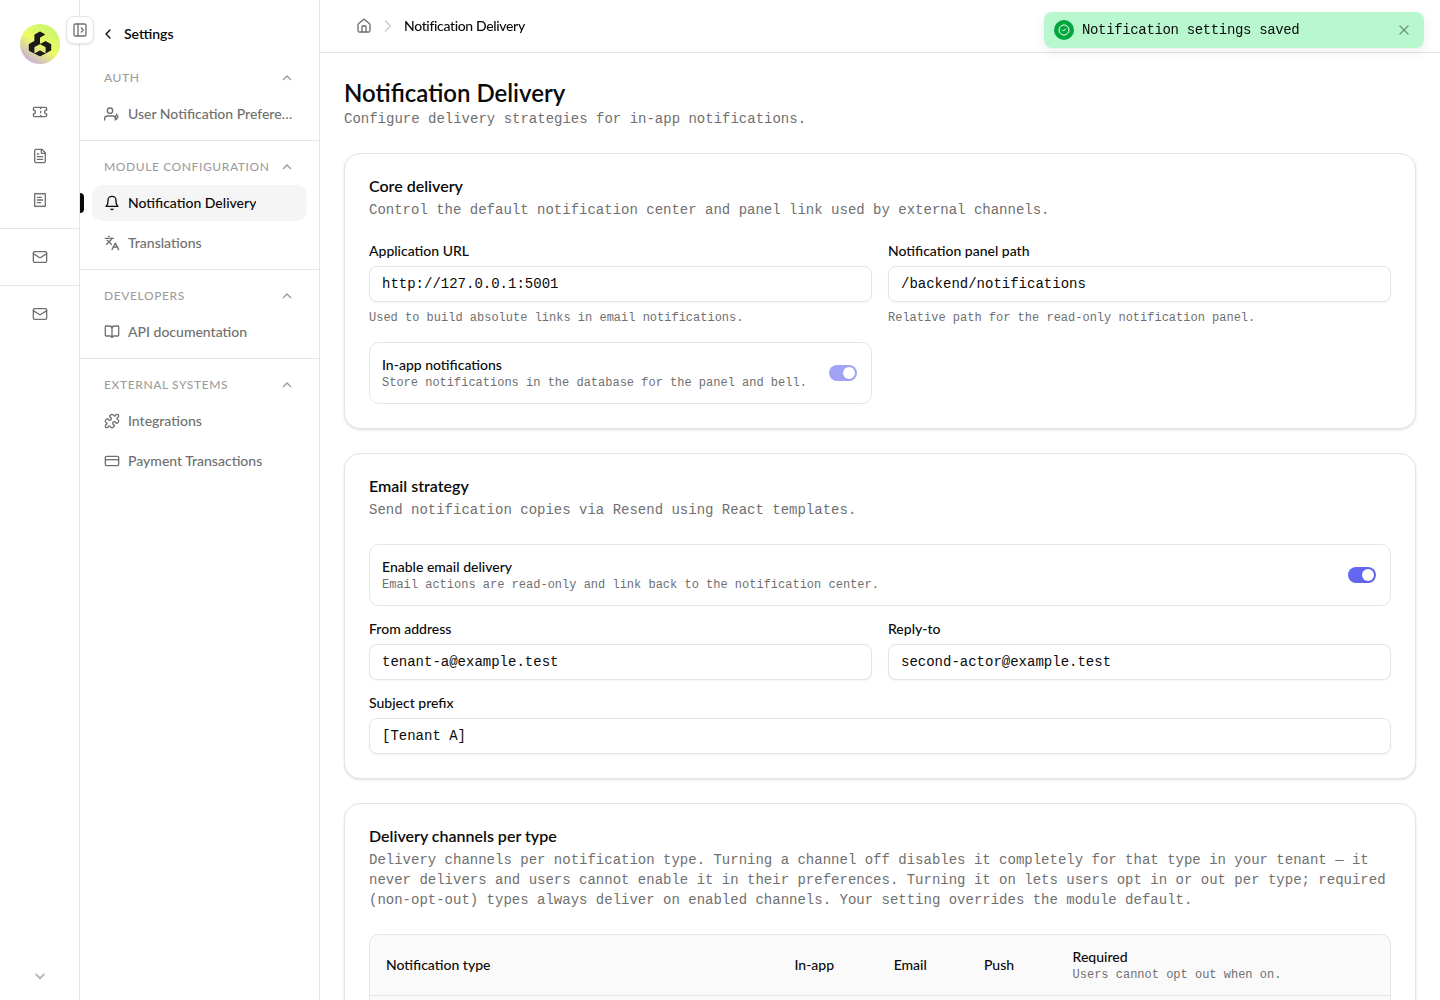 Settings
AUTH
User Notification Prefere...
MODULE CONFIGURATION
Notification Delivery
Translations
DEVELOPERS
API documentation
EXTERNAL SYSTEMS
Integrations
Payment Transactions
Notification Delivery
Notification settings saved
Notification Delivery
Configure delivery strategies for in-app notifications.
Core delivery
Control the default notification center and panel link used by external channels.
Application URL
http://127.0.0.1:5001
Used to build absolute links in email notifications.
Notification panel path
/backend/notifications
Relative path for the read-only notification panel.
In-app notifications
Store notifications in the database for the panel and bell.
Email strategy
Send notification copies via Resend using React templates.
Enable email delivery
Email actions are read-only and link back to the notification center.
From address
tenant-a@example.test
Reply-to
second-actor@example.test
Subject prefix
[Tenant A]
Delivery channels per type
Delivery channels per notification type. Turning a channel off disables it completely for that type in your tenant — it
never delivers and users cannot enable it in their preferences. Turning it on lets users opt in or out per type; required
(non-opt-out) types always deliver on enabled channels. Your setting overrides the module default.
Notification type
In-app
Email
Push
Required
Users cannot opt out when on.